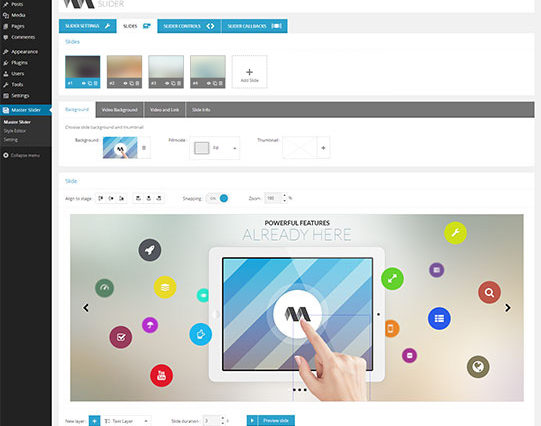 Posts
Media
Pages
Comments
Appearance
Plugins
Users
Tools
Settings
Master Slider
Master Slider
Style Editor
Setting
Collapse menu
SLIDER
SLIDER SETTINGS
SLIDES
SLIDER CONTROLS
SLIDER CALLBACKS
Slides
#1
#2
#3
#4
Add Slide
Background
Video Background
Video and Link
Slide Info
Choose slide background and thumbnail
Background:
Fillmode:
Fill
Thumbnail:
Slide
Align to stage:
Snapping:
ON
Zoom:
100
%
POWERFUL FEATURES
ALREADY HERE
You
Tube
New layer:
Text Layer
Slide duration:
3
s
Preview slide